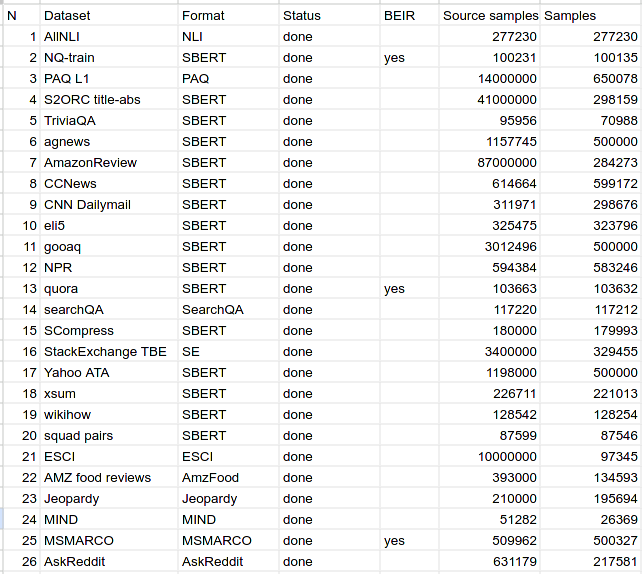 N Dataset Format Status BEIR Source samples Samples
1 AllNLI NLI done 277230 277230
2 NQ-train SBERT done yes 100231 100135
3 PAQ L1 PAQ done 14000000 650078
4 S2ORC title-abs SBERT done 41000000 298159
5 TriviaQA SBERT done 95956 70988
6 agnews SBERT done 1157745 500000
7 AmazonReview SBERT done 87000000 284273
8 CCNews SBERT done 614664 599172
9 CNN Dailymail SBERT done 311971 298676
10 eli5 SBERT done 325475 323796
11 gooaq SBERT done 3012496 500000
12 NPR SBERT done 594384 583246
13 quora SBERT done yes 103663 103632
14 searchQA SearchQA done 117220 117212
15 SCompress SBERT done 180000 179993
16 StackExchange TBE SE done 3400000 329455
17 Yahoo ATA SBERT done 1198000 500000
18 xsum SBERT done 226711 221013
19 wikihow SBERT done 128542 128254
20 squad pairs SBERT done 87599 87546
21 ESCI ESCI done 10000000 97345
22 AMZ food reviews AmzFood done 393000 134593
23 Jeopardy Jeopardy done 210000 195694
24 MIND MIND done 51282 26369
25 MSMARCO MSMARCO done yes 509962 500327
26 AskReddit AskReddit done 631179 217581